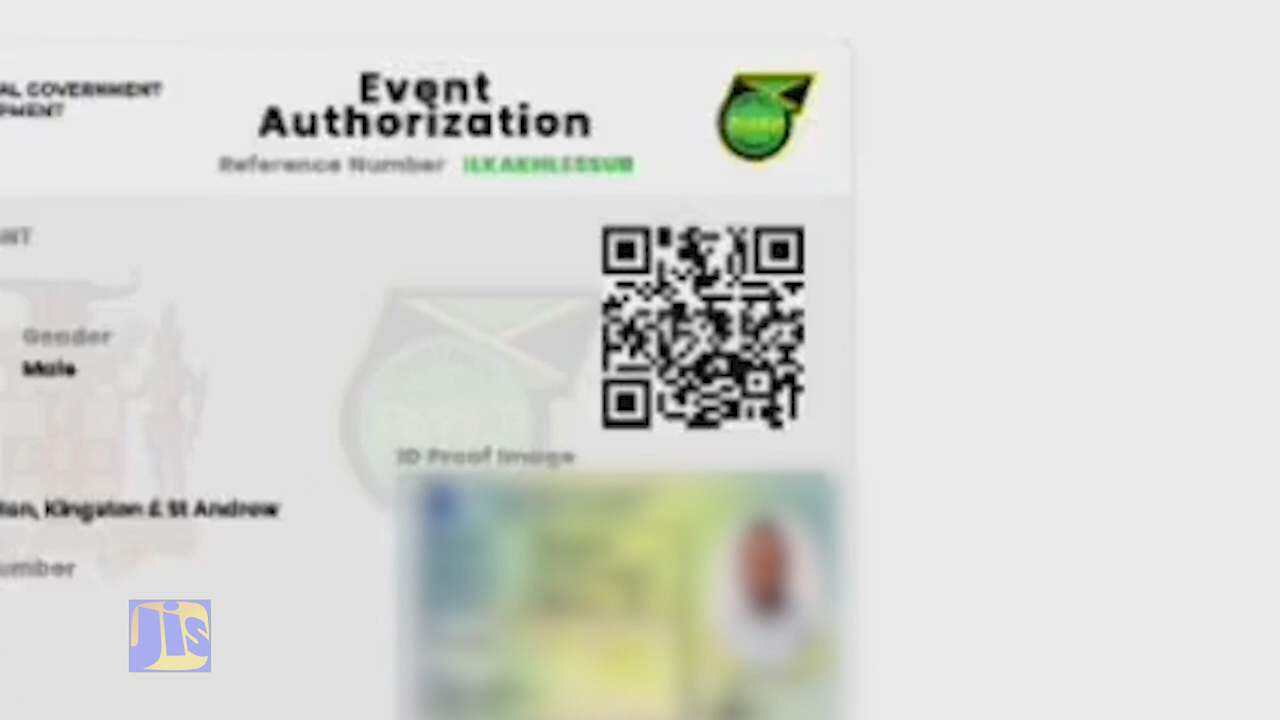 AL GOVERNMENT
PMENT
Event
Authorization
Reference Number
Gender
Male
ID Proof Image
on, Kingston & St Andrew
umber
JIS